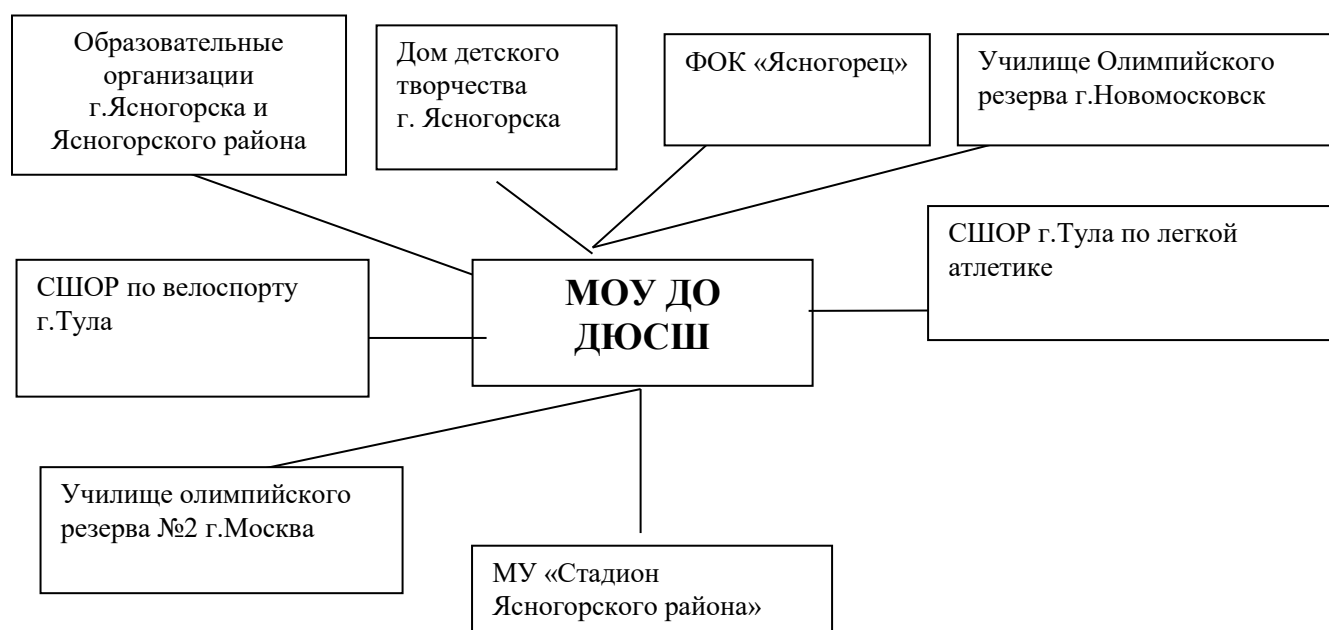 Образовательные
организации
г.Ясногорска и
Ясногорского района
Дом детского
творчества
г. Ясногорска
ФОК «Ясногорец»
Училище Олимпийского
резерва г.Новомосковск
СШОР по велоспорту
г.Тула
МОУ ДО
ДЮСШ
СШОР г.Тула по легкой
атлетике
Училище олимпийского
резерва №2 г.Москва
МУ «Стадион
Ясногорского района»